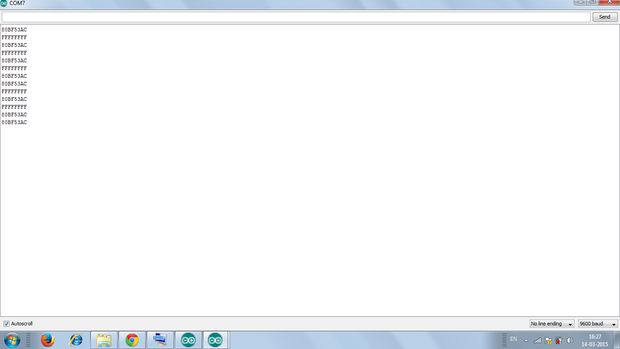 COM7
Send
80BF53AC
FFFFFFFF
80BF53AC
FFFFFFFF
80BF53AC
FFFFFFFF
80BF53AC
80BF53AC
FFFFFFFF
80BF53AC
FFFFFFFF
80BF53AC
80BF53AC
Autoscroll
No line ending
9600 baud
EN
16:27
14-03-2015